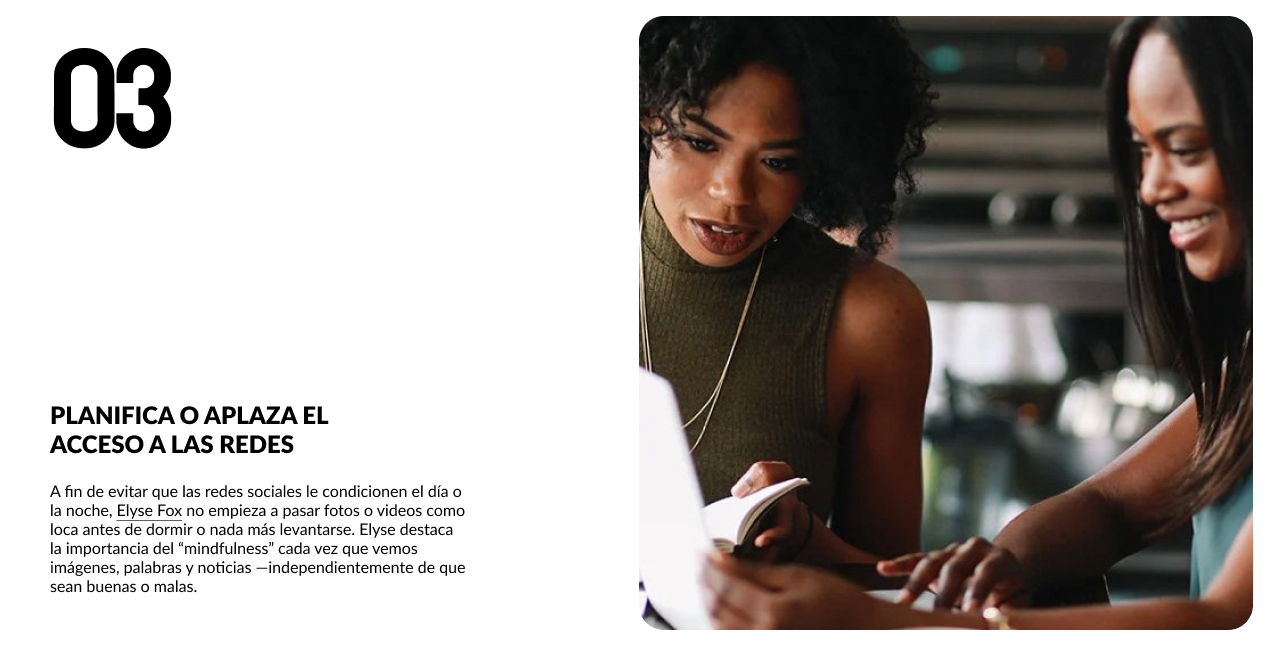 03
PLANIFICA O APLAZA EL
ACCESO A LAS REDES
A fin de evitar que las redes sociales le condicionen el día o
la noche, Elyse Fox no empieza a pasar fotos o videos como
loca antes de dormir o nada más levantarse. Elyse destaca
la importancia del “mindfulness” cada vez que vemos
imágenes, palabras y noticias —independientemente de que
sean buenas o malas.